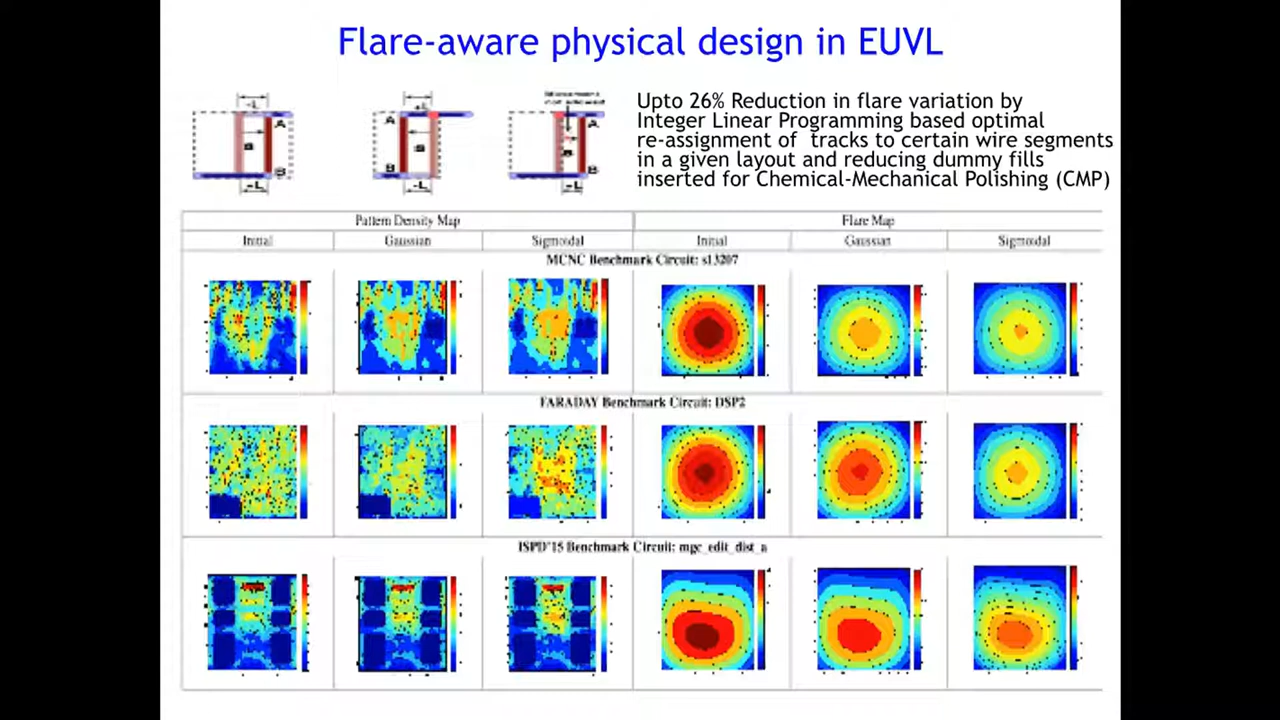 Flare-aware physical design in EUVL
Upto 26% Reduction in flare variation by
Integer Linear Programming based optimal
re-assignment of tracks to certain wire segments
in a given layout and reducing dummy fills
inserted for Chemical-Mechanical Polishing (CMP)
A
B
A
B
A
B
Pattern Density Map
Flare Map
Initial
Gaussian
Sigmoidal
Initial
Gaussian
Sigmoidal
MCNC Benchmark Circuit: s13207
FARADAY Benchmark Circuit: DSP2
ISPD'15 Benchmark Circuit: mgc_edit_dist_a